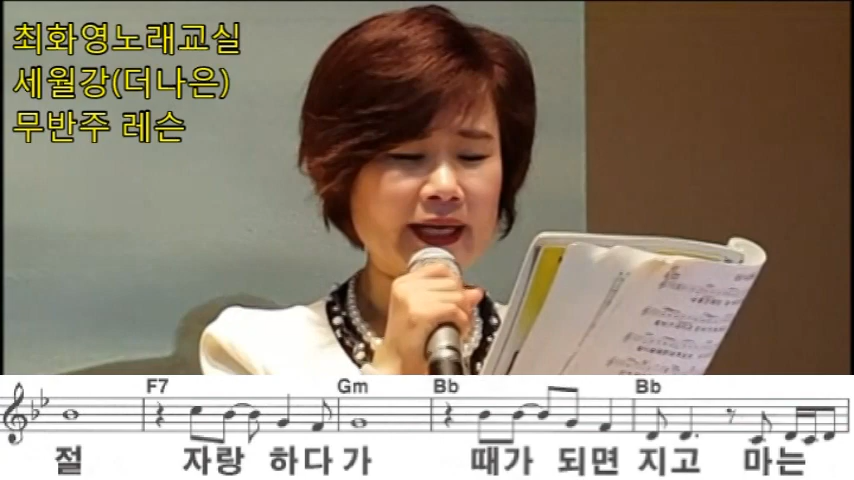 최화영노래교실
세월강(더나은)
무반주 레슨
F7 Gm Bb Bb
절 자랑 하다 가 때가 되면 지고 마는